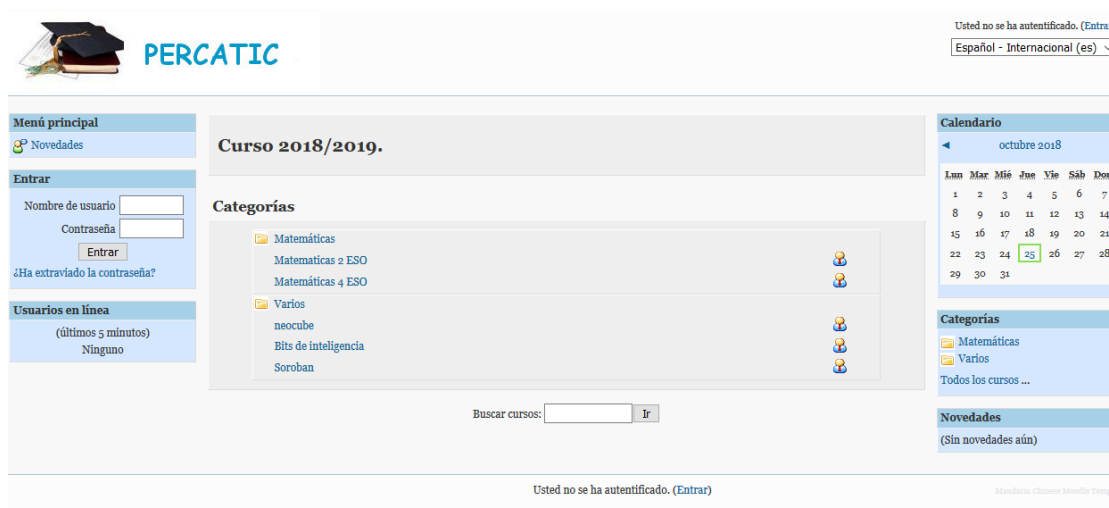 PERCATIC
Usted no se ha autentificado. (Entrar
Español - Internacional (es)
Menú principal
Novedades
Entrar
Nombre de usuario
Contraseña
Entrar
¿Ha extraviado la contraseña?
Usuarios en línea
(últimos 5 minutos)
Ninguno
Curso 2018/2019.
Categorías
Matemáticas
Matematicas 2 ESO
Matemáticas 4 ESO
Varios
neocube
Bits de inteligencia
Soroban
Buscar cursos:
Ir
Calendario
◄ octubre 2018
Lun Mar Mié Jue Vie Sáb Dom
1 2 3 4 5 6 7
8 9 10 11 12 13 14
15 16 17 18 19 20 21
22 23 24 25 26 27 28
29 30 31
Categorías
Matemáticas
Varios
Todos los cursos ...
Novedades
(Sin novedades aún)
Usted no se ha autentificado. (Entrar)
Mandarin Chinese Moodle Temp